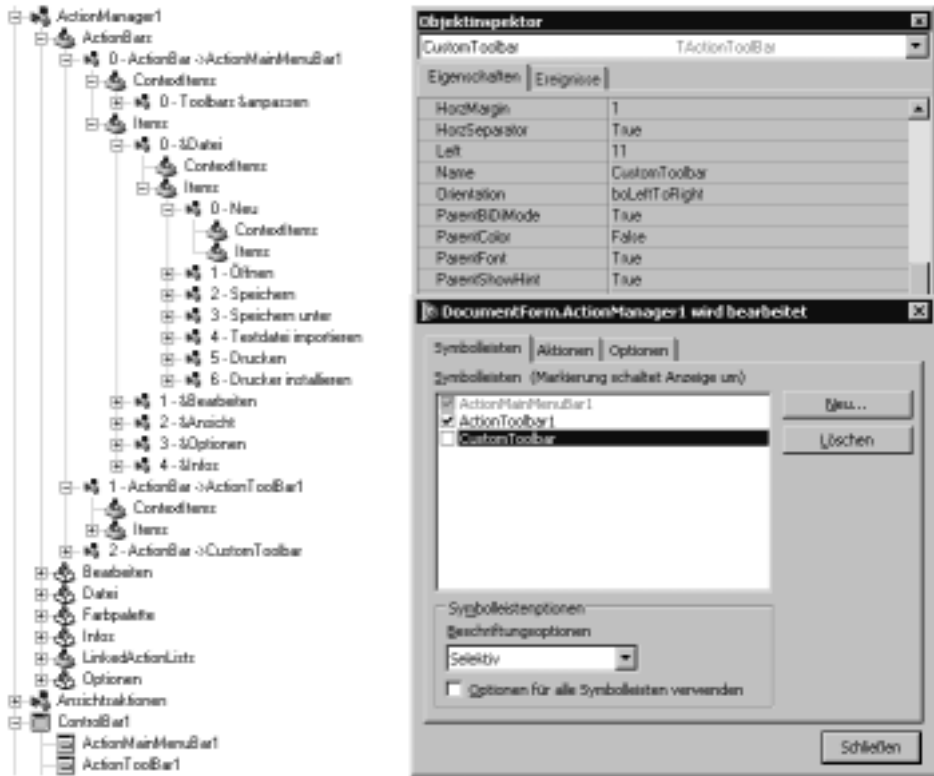 ActionManager1
ActionBars
0 - ActionBar ->ActionMainMenuBar1
ContextItems
0 - Toolbars &anpassen
Items
0 - &Datei
ContextItems
Items
0 - Neu
ContextItems
Items
1 - Öffnen
2 - Speichern
3 - Speichern unter
4 - Textdatei importieren
5 - Drucken
6 - Drucker installieren
1 - &Bearbeiten
2 - &Ansicht
3 - &Optionen
4 - &Infos
1 - ActionBar ->ActionToolBar1
ContextItems
Items
2 - ActionBar ->CustomToolbar
Bearbeiten
Datei
Farbpalette
Infos
LinkedActionLists
Optionen
Ansichtsaktionen
ControlBar1
ActionMainMenuBar1
ActionToolBar1
Objektinspektor
CustomToolbar TActionToolBar
Eigenschaften Ereignisse
HorzMargin 1
HorzSeparator True
Left 11
Name CustomToolbar
Orientation boLeftToRight
ParentBiDiMode True
ParentColor False
ParentFont True
ParentShowHint True
DocumentForm.ActionManager1 wird bearbeitet
Symbolleisten Aktionen Optionen
Symbolleisten (Markierung schaltet Anzeige um)
ActionMainMenuBar1
ActionToolbar1
CustomToolbar
Neu...
Löschen
Symbolleistenptionen
Beschriftungsoptionen
Selektiv
Optionen für alle Symbolleisten verwenden
Schließen